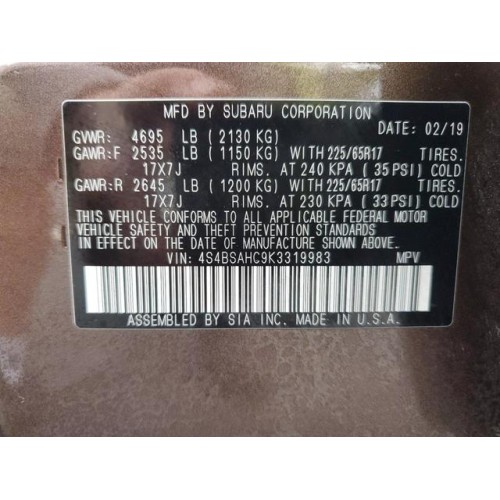 MFD BY SUBARU CORPORATION
DATE: 02/19
GVWR: 4695 LB ( 2130 KG)
GAWR:F 2535 LB ( 1150 KG) WITH 225/65R17 TIRES.
17X7J RIMS. AT 240 KPA ( 35 PSI) COLD
GAWR:R 2645 LB ( 1200 KG) WITH 225/65R17 TIRES.
17X7J RIMS. AT 230 KPA ( 33 PSI) COLD
THIS VEHICLE CONFORMS TO ALL APPLICABLE FEDERAL MOTOR
VEHICLE SAFETY AND THEFT PREVENTION STANDARDS
IN EFFECT ON THE DATE OF MANUFACTURE SHOWN ABOVE.
VIN: 4S4BSAHC9K3319983 MPV
ASSEMBLED BY SIA INC. MADE IN U.S.A.